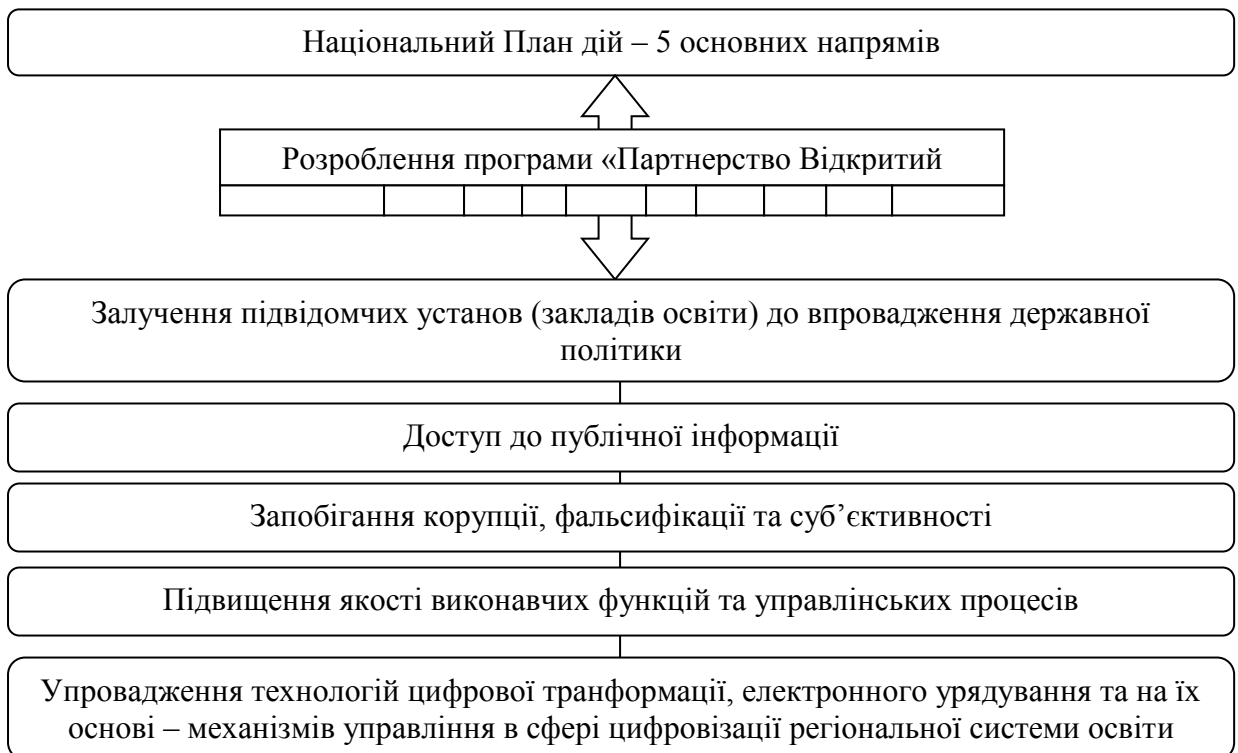 Національний План дій – 5 основних напрямів
Розроблення програми «Партнерство Відкритий
Залучення підвідомчих установ (закладів освіти) до впровадження державної
політики
Доступ до публічної інформації
Запобігання корупції, фальсифікації та суб’єктивності
Підвищення якості виконавчих функцій та управлінських процесів
Упровадження технологій цифрової транформації, електронного урядування та на їх
основі – механізмів управління в сфері цифровізації регіональної системи освіти